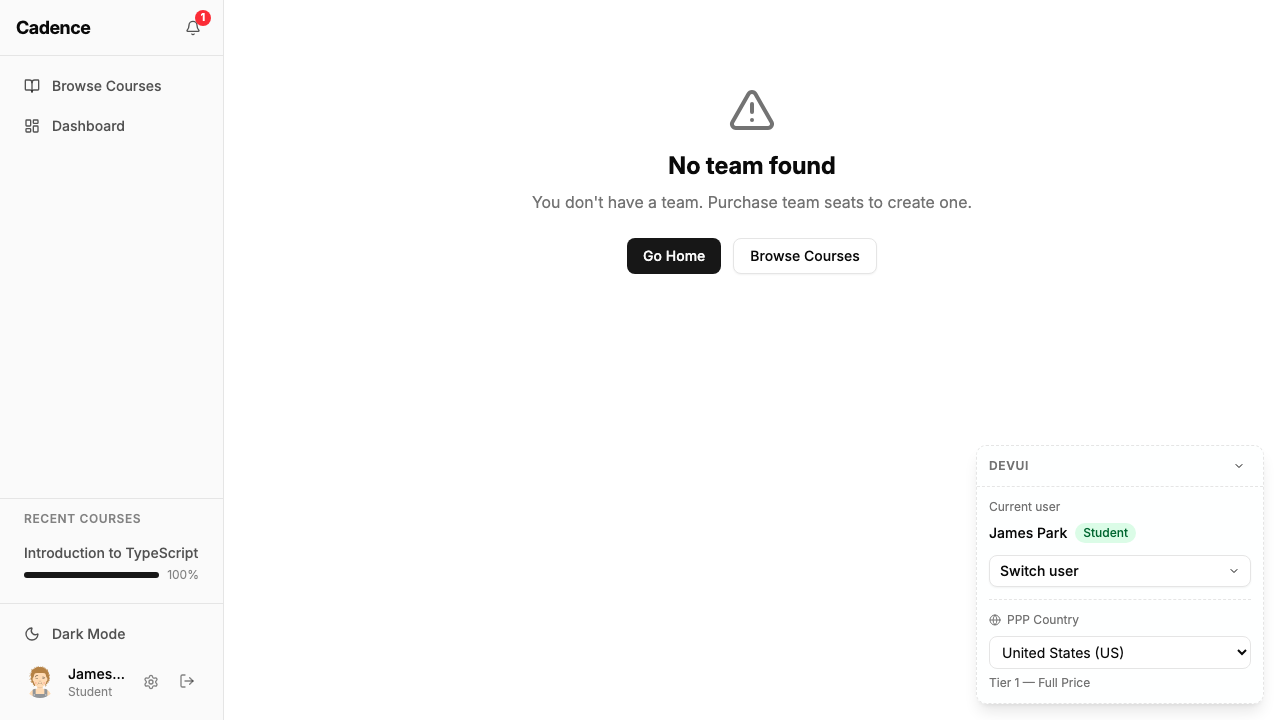 Cadence
1
Browse Courses
Dashboard
RECENT COURSES
Introduction to TypeScript
100%
Dark Mode
James...
Student
No team found
You don't have a team. Purchase team seats to create one.
Go Home
Browse Courses
DEVUI
Current user
James Park
Student
Switch user
PPP Country
United States (US)
Tier 1 — Full Price